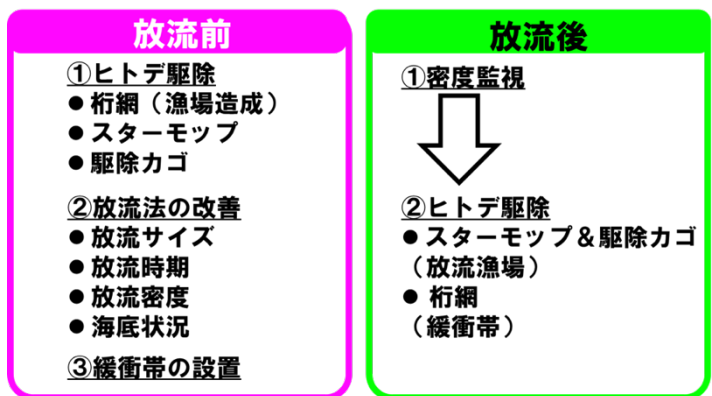 放流前
①ヒトデ駆除
● 桁網（漁場造成）
● スターモップ
● 駆除カゴ
②放流法の改善
● 放流サイズ
● 放流時期
● 放流密度
● 海底状況
③緩衝帯の設置
放流後
①密度監視
②ヒトデ駆除
● スターモップ＆駆除カゴ
（放流漁場）
● 桁網
（緩衝帯）